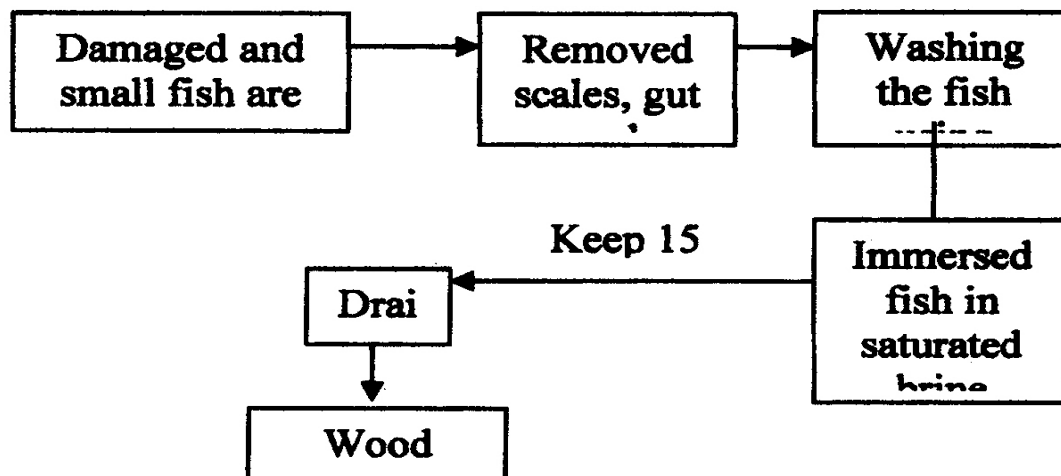 Damaged and
small fish are
Removed
scales, gut
Washing
the fish
Keep 15
Immersed
fish in
saturated
brine
Drai
Wood